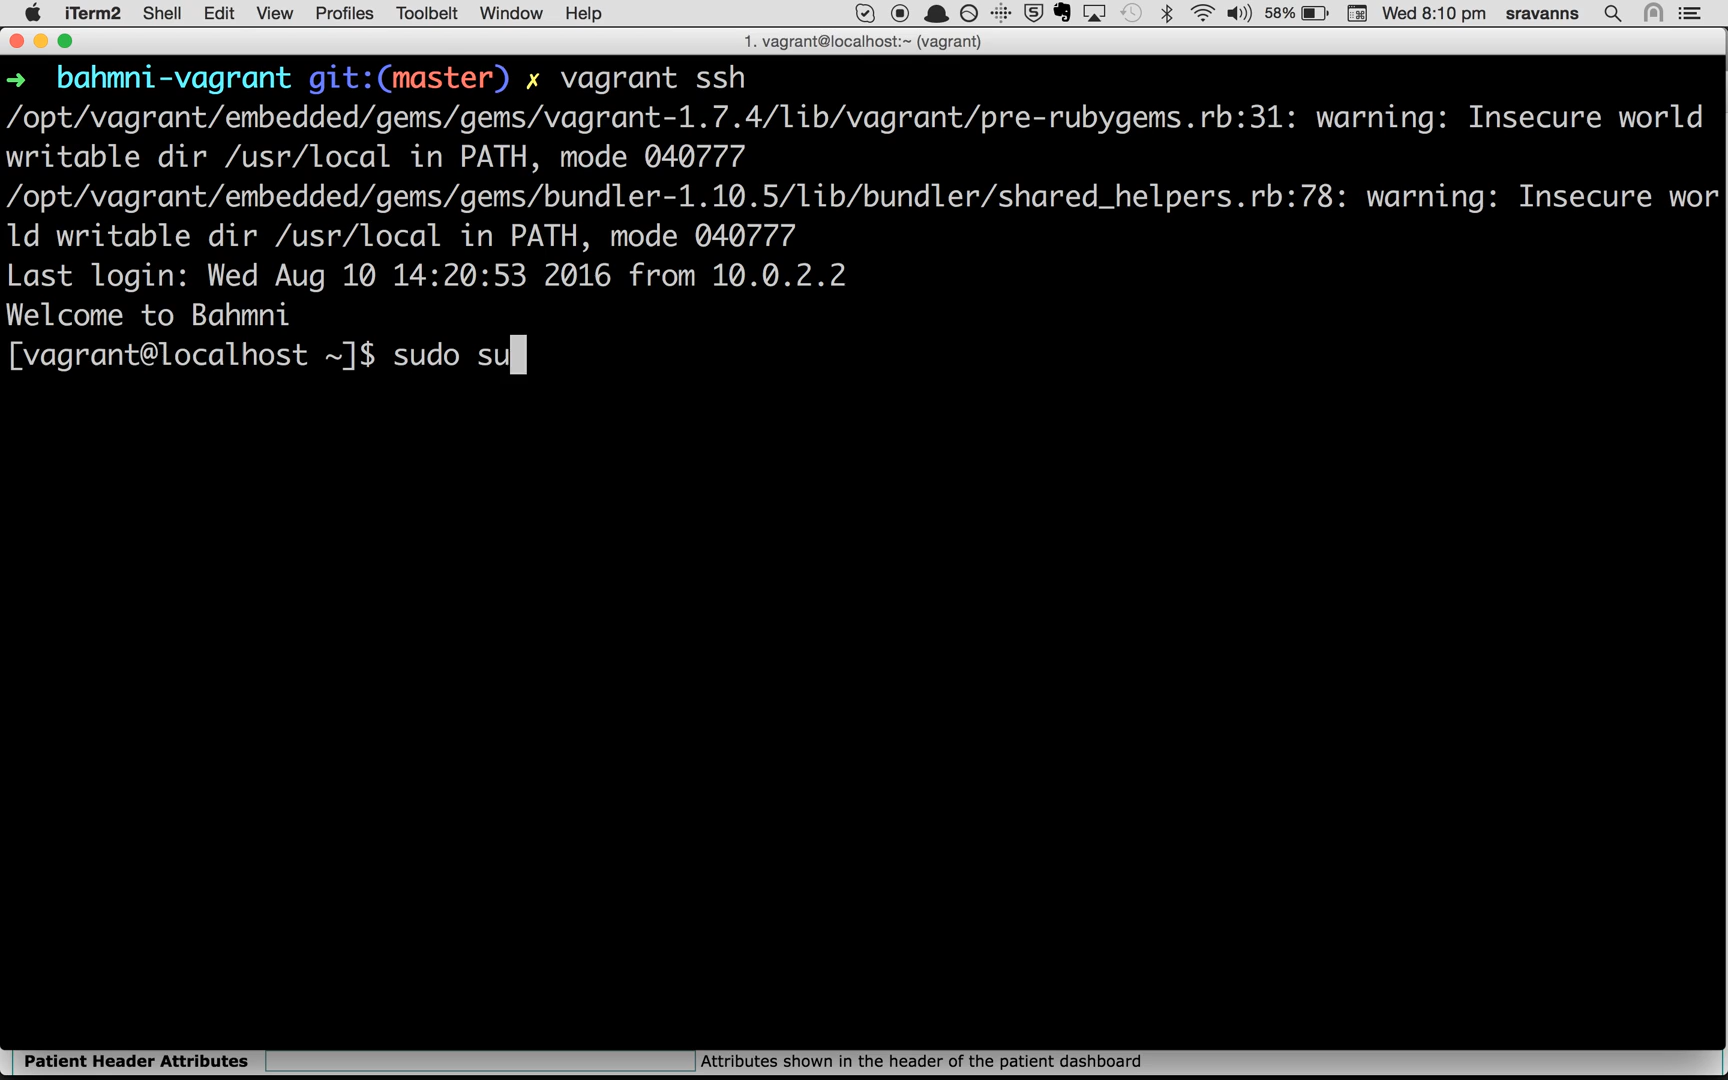 iTerm2 Shell Edit View Profiles Toolbelt Window Help 58% Wed 8:10 pm sravanns
1. vagrant@localhost:~ (vagrant)
➜ bahmni-vagrant git:(master) ✗ vagrant ssh
/opt/vagrant/embedded/gems/gems/vagrant-1.7.4/lib/vagrant/pre-rubygems.rb:31: warning: Insecure world
writable dir /usr/local in PATH, mode 040777
/opt/vagrant/embedded/gems/gems/bundler-1.10.5/lib/bundler/shared_helpers.rb:78: warning: Insecure wor
ld writable dir /usr/local in PATH, mode 040777
Last login: Wed Aug 10 14:20:53 2016 from 10.0.2.2
Welcome to Bahmni
[vagrant@localhost ~]$ sudo su
Patient Header Attributes Attributes shown in the header of the patient dashboard